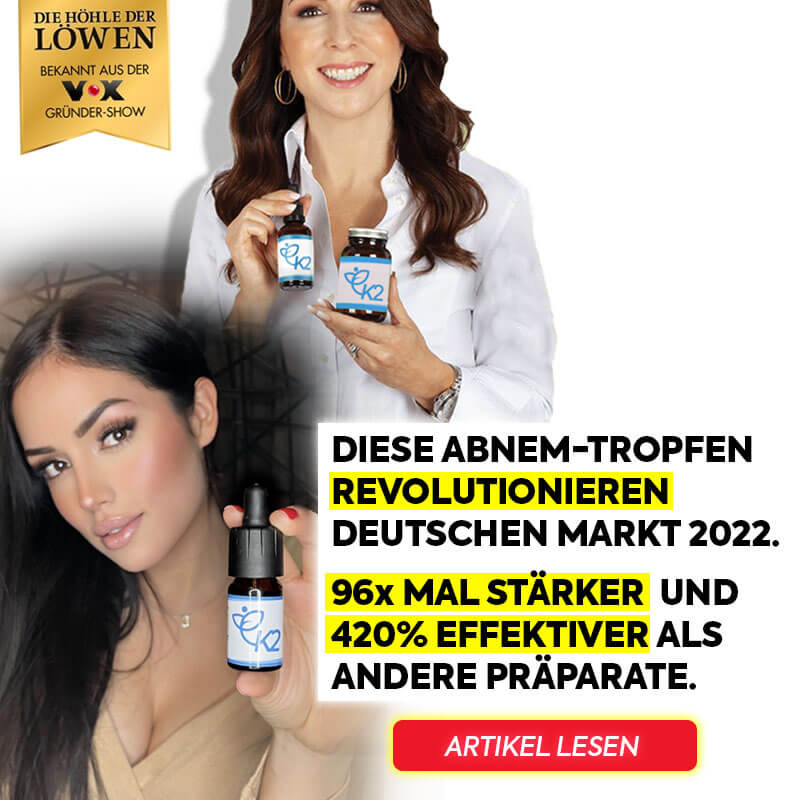 DIE HÖHLE DER
LÖWEN
BEKANNT AUS DER
VOX
GRÜNDER-SHOW
K2
K2
DIESE ABNEM-TROPFEN
REVOLUTIONIEREN
DEUTSCHEN MARKT 2022.
96x MAL STÄRKER UND
420% EFFEKTIVER ALS
ANDERE PRÄPARATE.
K2
ARTIKEL LESEN